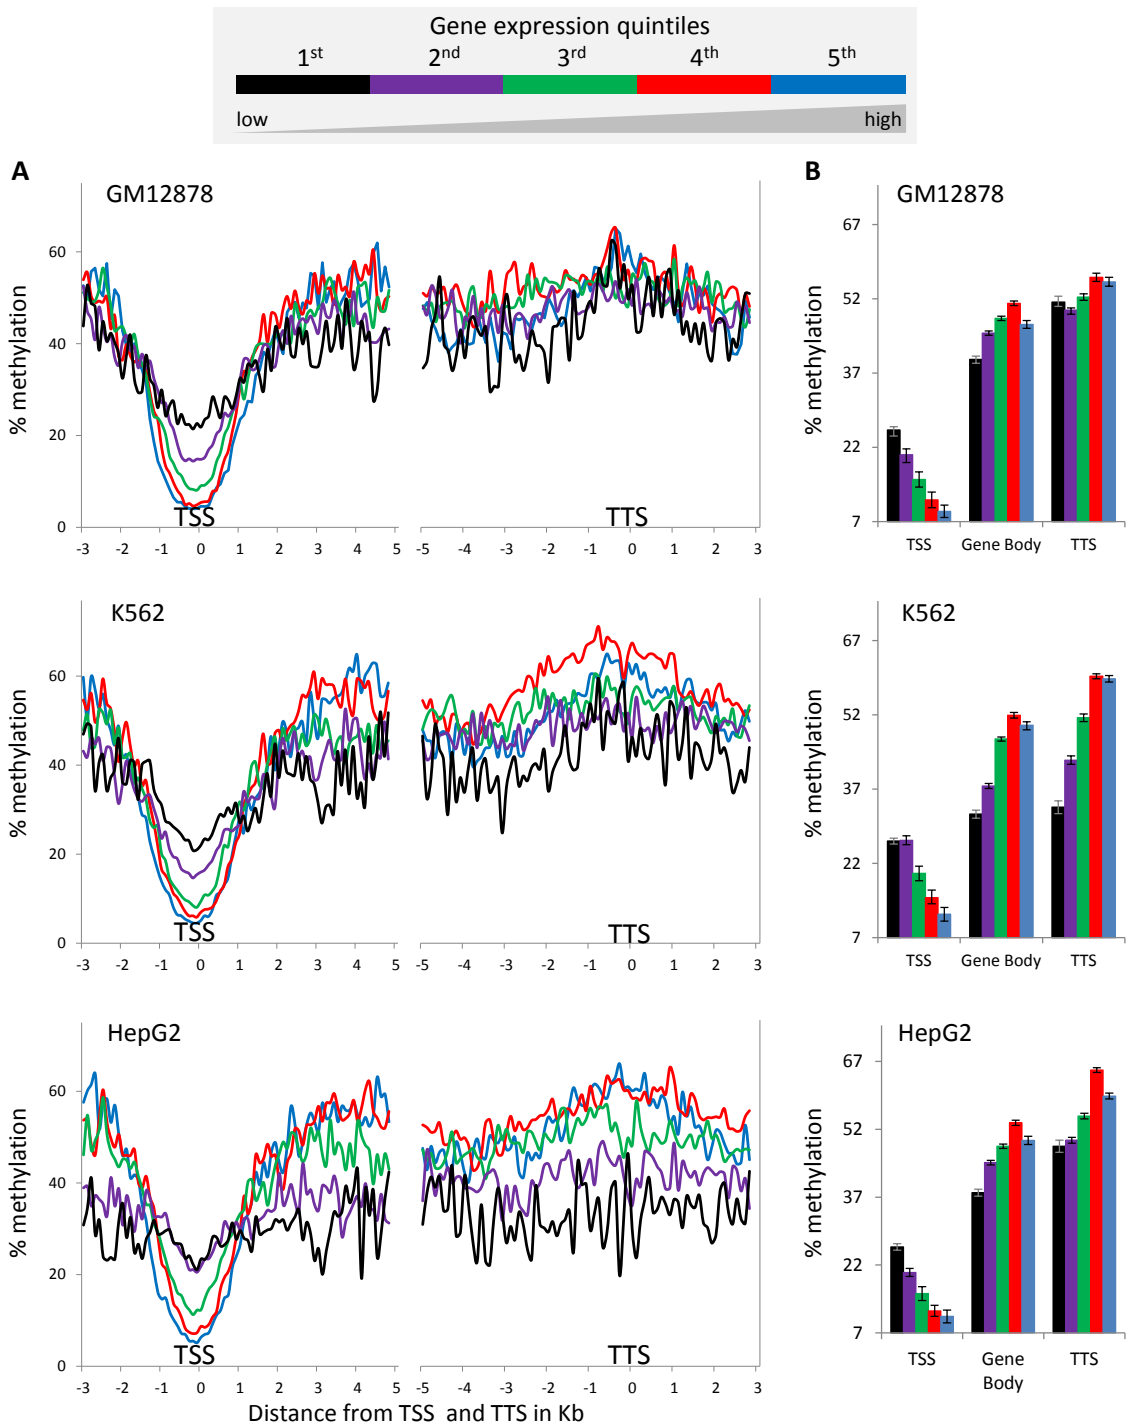 Gene expression quintiles
1st 2nd 3rd 4th 5th
low high
A B
GM12878
% methylation
60
40
20
0
TSS TTS
-3 -2 -1 0 1 2 3 4 5 -5 -4 -3 -2 -1 0 1 2 3
GM12878
% methylation
67
52
37
22
7
TSS Gene Body TTS
K562
% methylation
60
40
20
0
TSS TTS
-3 -2 -1 0 1 2 3 4 5 -5 -4 -3 -2 -1 0 1 2 3
K562
% methylation
67
52
37
22
7
TSS Gene Body TTS
HepG2
% methylation
60
40
20
0
TSS TTS
-3 -2 -1 0 1 2 3 4 5 -5 -4 -3 -2 -1 0 1 2 3
Distance from TSS and TTS in Kb
HepG2
% methylation
67
52
37
22
7
TSS Gene TTS
Body